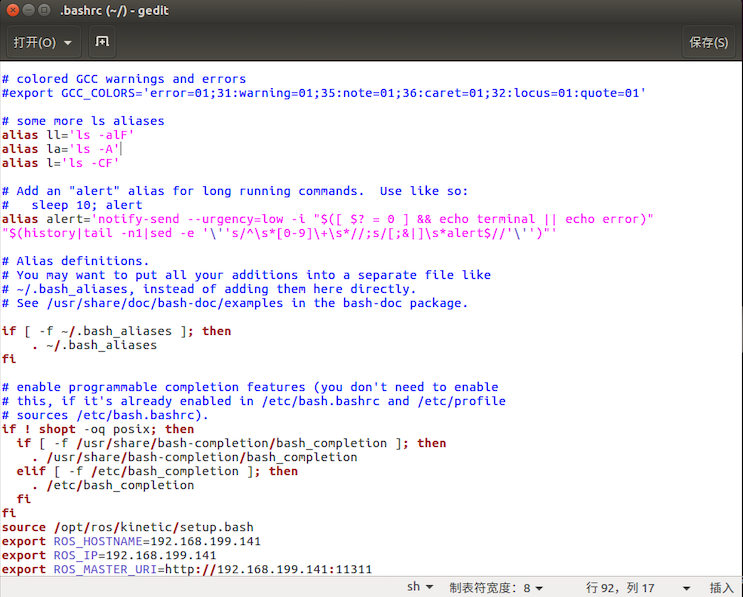 .bashrc (~/) - gedit
打开(O)
保存(S)
# colored GCC warnings and errors
#export GCC_COLORS='error=01;31:warning=01;35:note=01;36:caret=01;32:locus=01:quote=01'
# some more ls aliases
alias ll='ls -alF'
alias la='ls -A'
alias l='ls -CF'
# Add an "alert" alias for long running commands.  Use like so:
#   sleep 10; alert
alias alert='notify-send --urgency=low -i "$([ $? = 0 ] && echo terminal || echo error)"
"$(history|tail -n1|sed -e '\''s/^\s*[0-9]\+\s*//;s/[;&|]\s*alert$//'\'')"'
# Alias definitions.
# You may want to put all your additions into a separate file like
# ~/.bash_aliases, instead of adding them here directly.
# See /usr/share/doc/bash-doc/examples in the bash-doc package.
if [ -f ~/.bash_aliases ]; then
    . ~/.bash_aliases
fi
# enable programmable completion features (you don't need to enable
# this, if it's already enabled in /etc/bash.bashrc and /etc/profile
# sources /etc/bash.bashrc).
if ! shopt -oq posix; then
  if [ -f /usr/share/bash-completion/bash_completion ]; then
    . /usr/share/bash-completion/bash_completion
  elif [ -f /etc/bash_completion ]; then
    . /etc/bash_completion
  fi
fi
source /opt/ros/kinetic/setup.bash
export ROS_HOSTNAME=192.168.199.141
export ROS_IP=192.168.199.141
export ROS_MASTER_URI=http://192.168.199.141:11311
sh 制表符宽度：8 行 92，列 17 插入